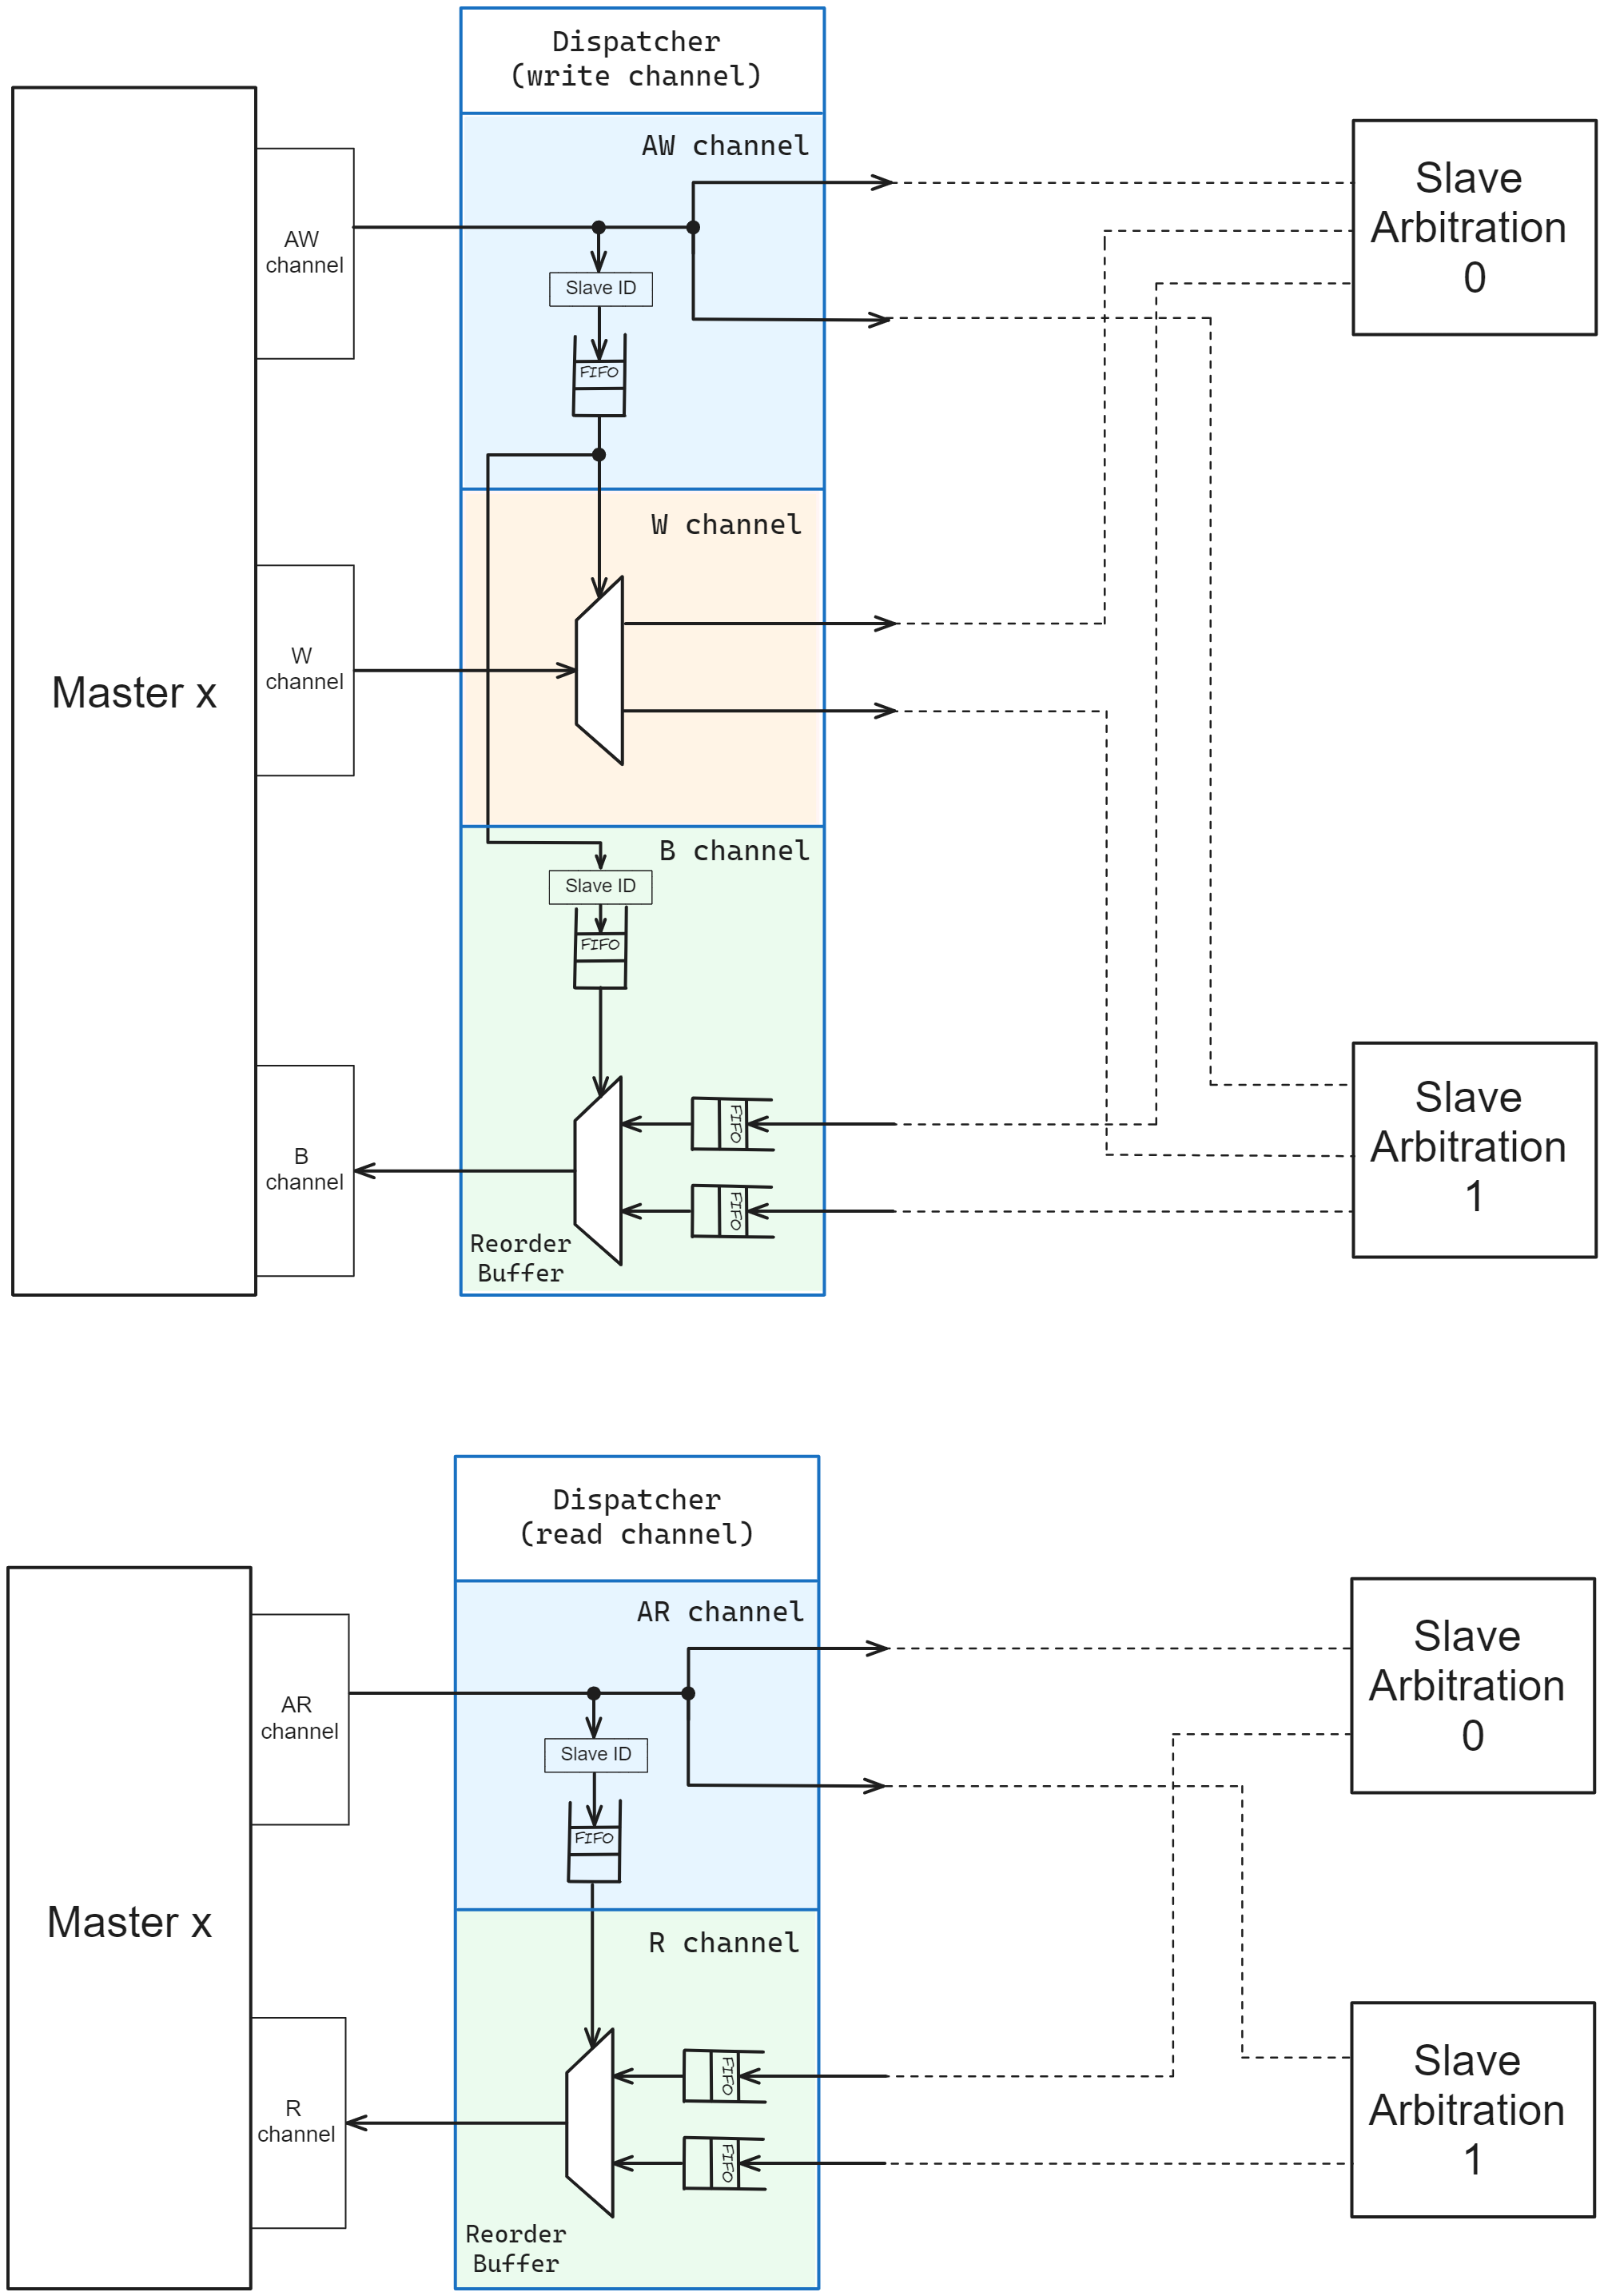 Dispatcher
(write channel)
AW channel
AW
channel
Slave ID
FIFO
Slave
Arbitration
0
W channel
W
channel
Master x
B channel
Slave ID
FIFO
B
channel
FIFO
FIFO
Reorder
Buffer
Slave
Arbitration
1
Dispatcher
(read channel)
AR channel
AR
channel
Slave ID
FIFO
Slave
Arbitration
0
Master x
R channel
R
channel
FIFO
FIFO
Reorder
Buffer
Slave
Arbitration
1